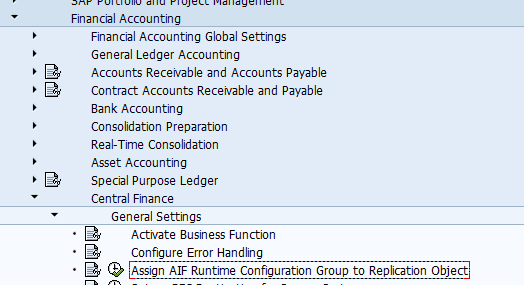 SAP Portfolio and Project Management
Financial Accounting
Financial Accounting Global Settings
General Ledger Accounting
Accounts Receivable and Accounts Payable
Contract Accounts Receivable and Payable
Bank Accounting
Consolidation Preparation
Real-Time Consolidation
Asset Accounting
Special Purpose Ledger
Central Finance
General Settings
Activate Business Function
Configure Error Handling
Assign AIF Runtime Configuration Group to Replication Object